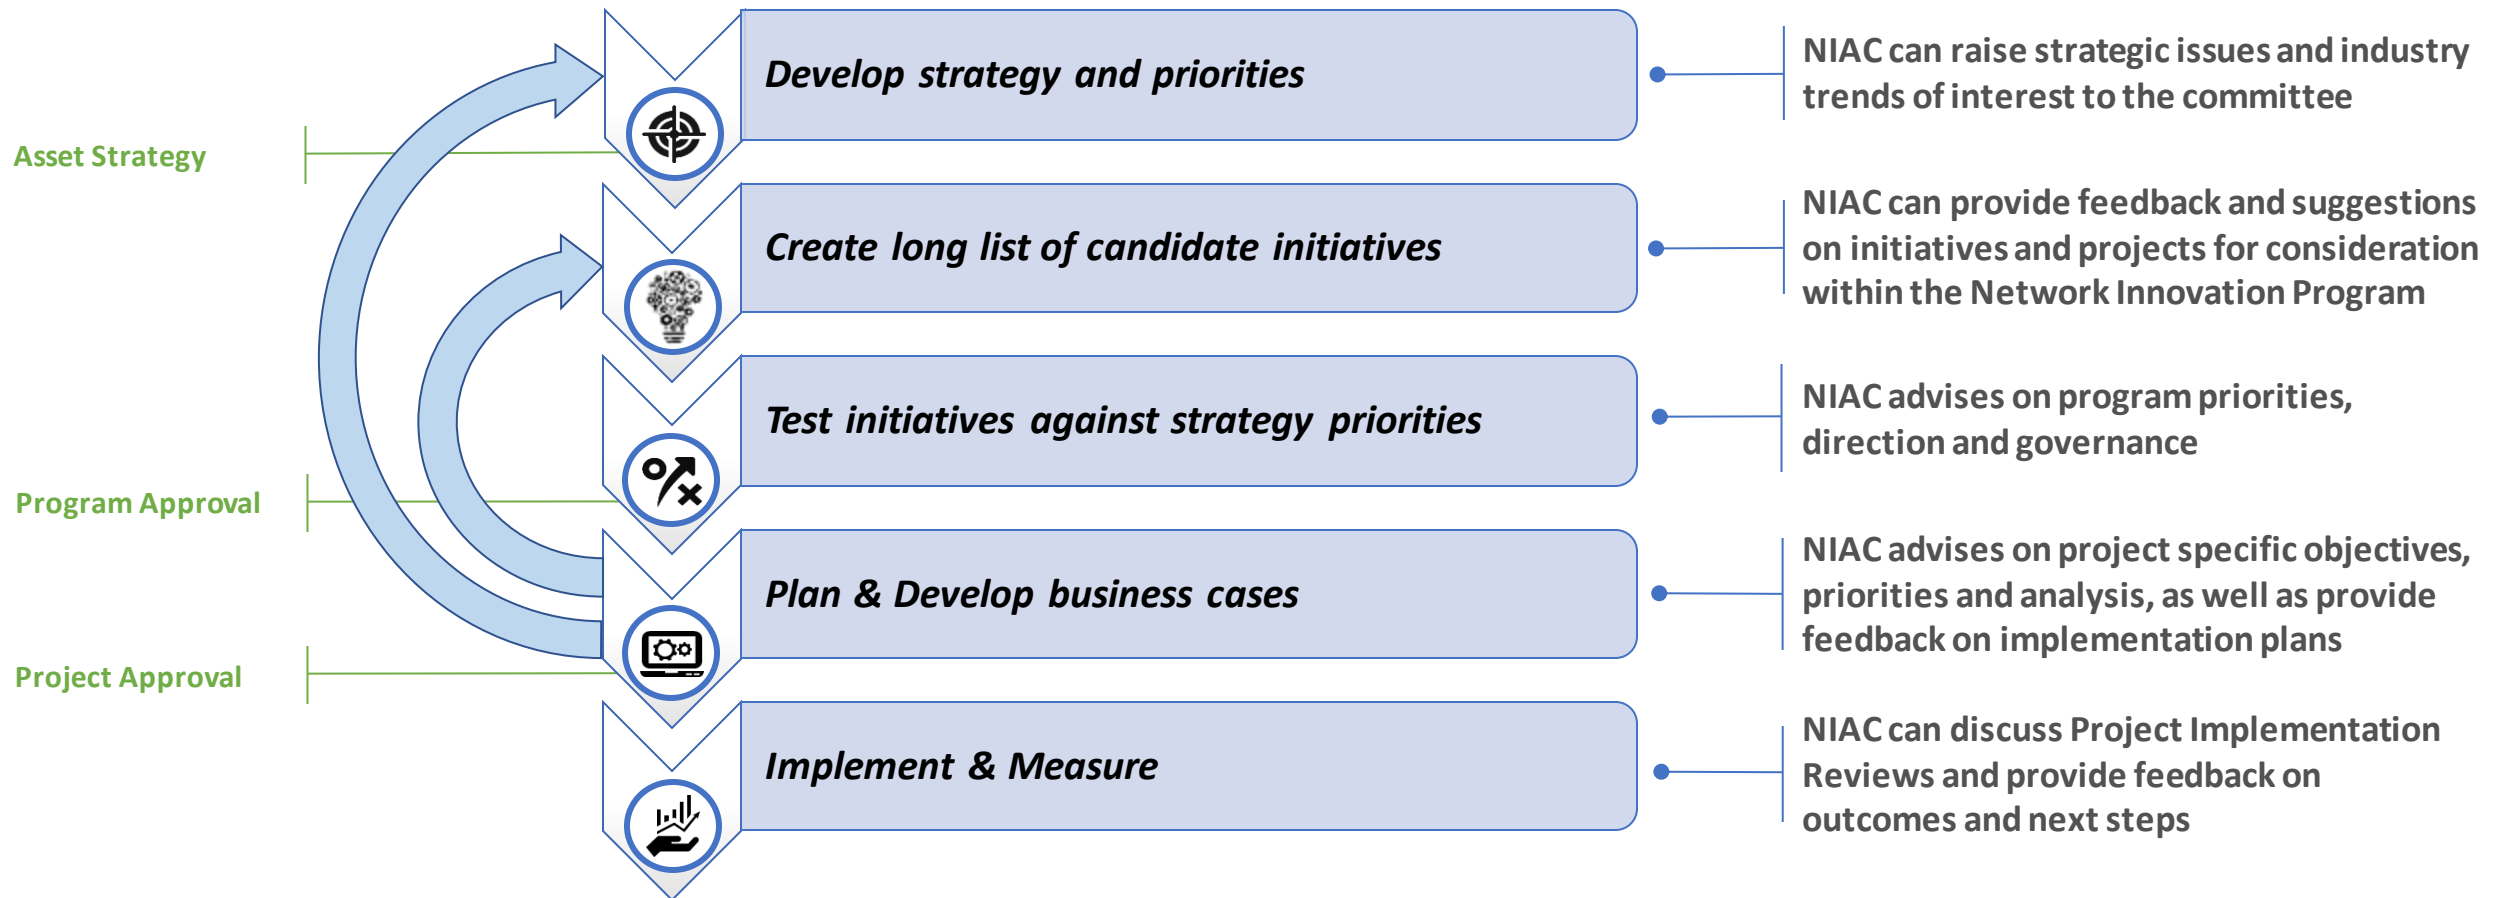 Develop strategy and priorities
NIAC can raise strategic issues and industry
trends of interest to the committee
Asset Strategy
Create long list of candidate initiatives
NIAC can provide feedback and suggestions
on initiatives and projects for consideration
within the Network Innovation Program
Test initiatives against strategy priorities
NIAC advises on program priorities,
direction and governance
Program Approval
Plan & Develop business cases
NIAC advises on project specific objectives,
priorities and analysis, as well as provide
feedback on implementation plans
Project Approval
Implement & Measure
NIAC can discuss Project Implementation
Reviews and provide feedback on
outcomes and next steps